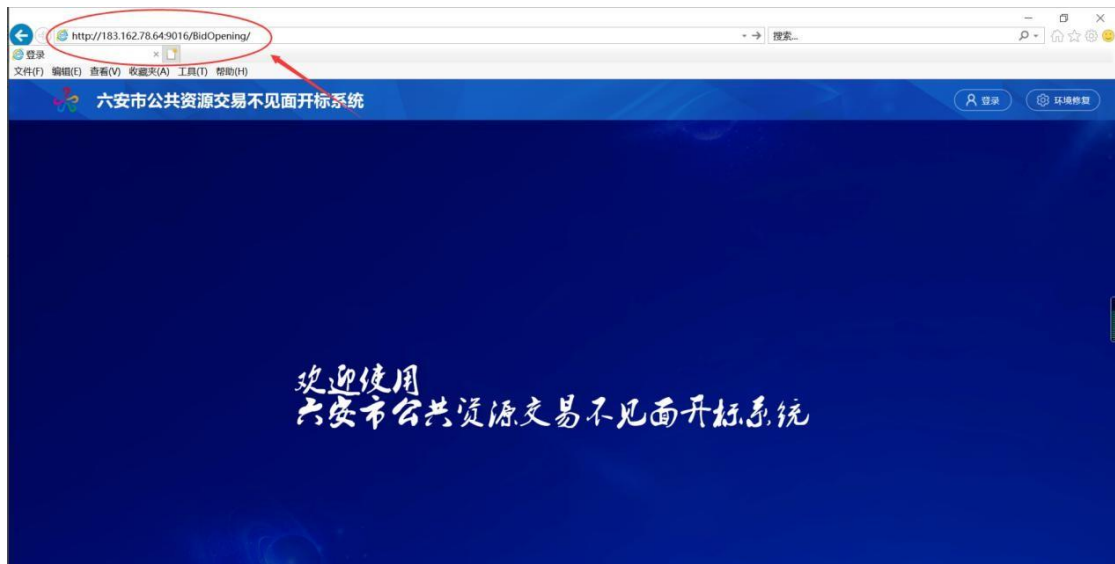 http://183.162.78.64:9016/BidOpening/
搜索...
登录
文件(F) 编辑(E) 查看(V) 收藏夹(A) 工具(T) 帮助(H)
六安市公共资源交易不见面开标系统
登录
环境修复
欢迎使用
六安市公共资源交易不见面开标系统